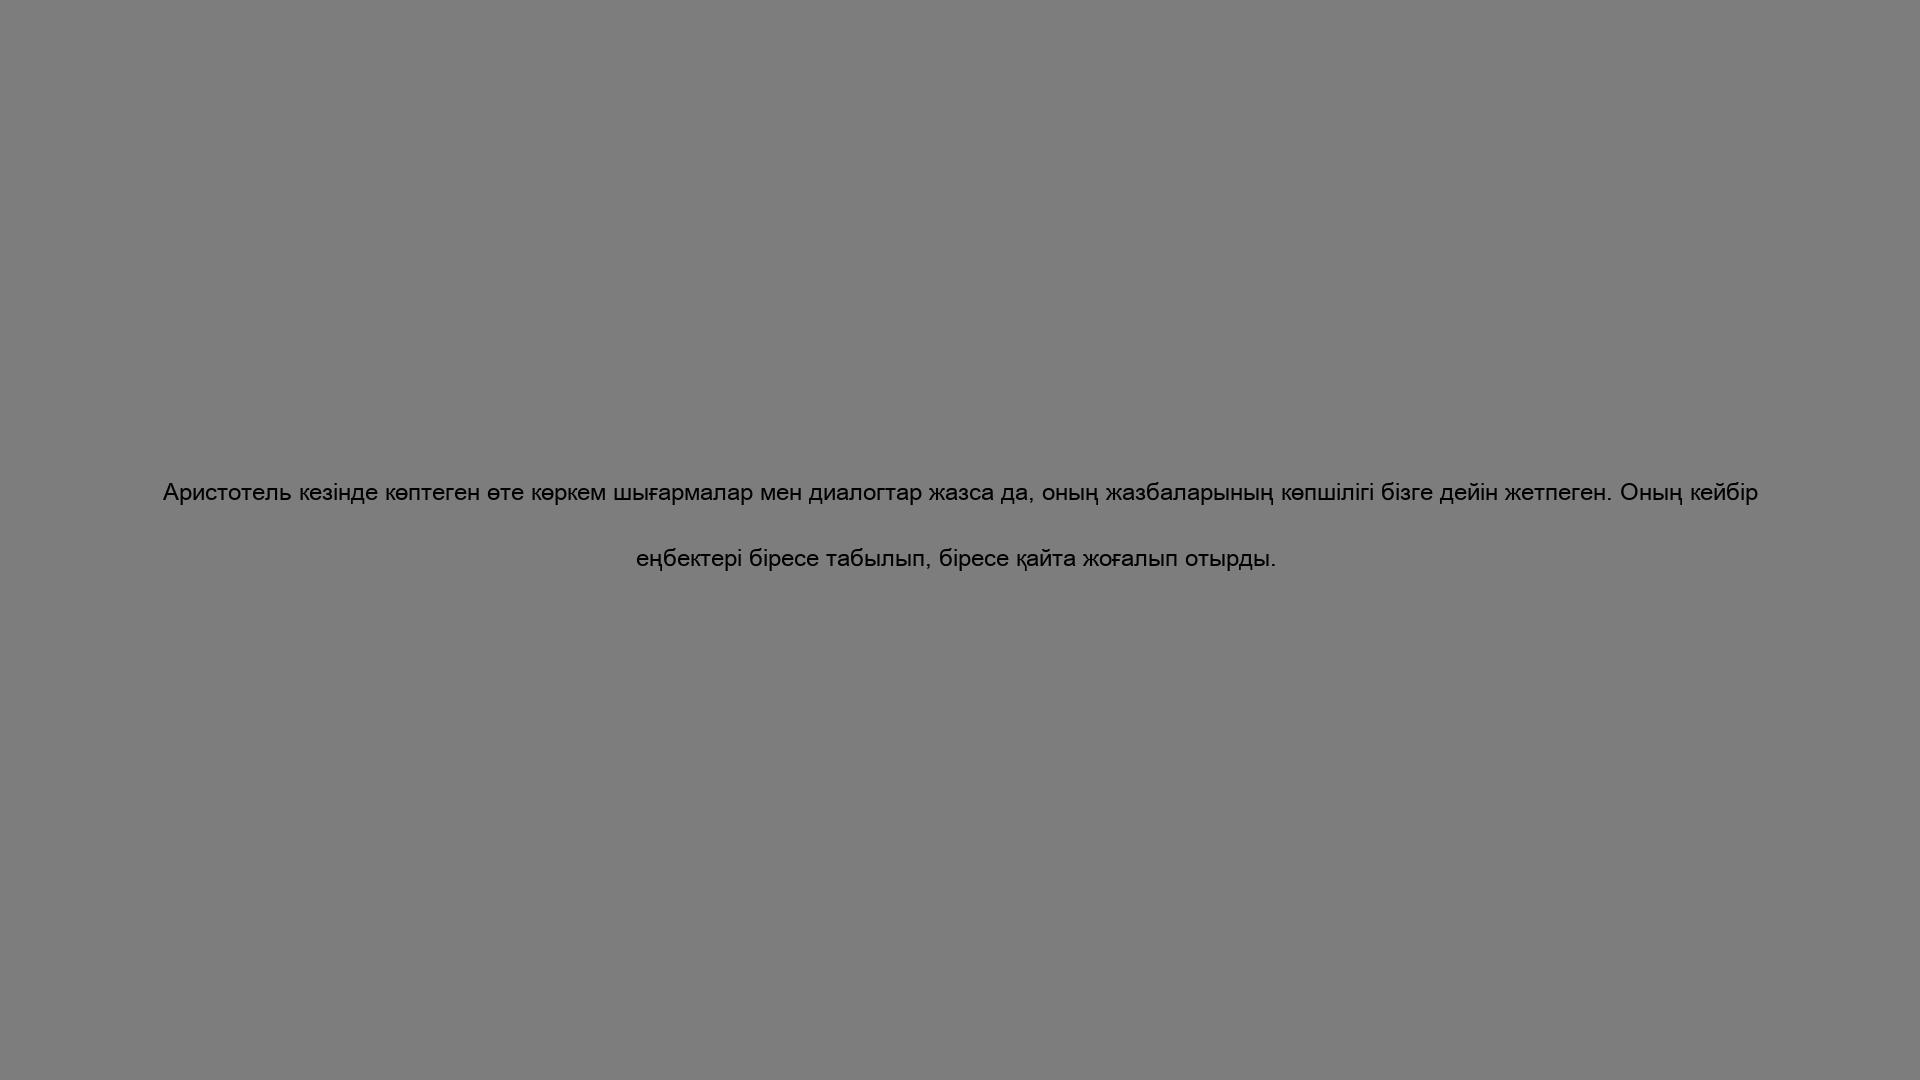 Аристотель кезінде көптеген өте көркем шығармалар мен диалогтар жазса да, оның жазбаларының көпшілігі бізге дейін жетпеген. Оның кейбір
еңбектері біресе табылып, біресе қайта жоғалып отырды.